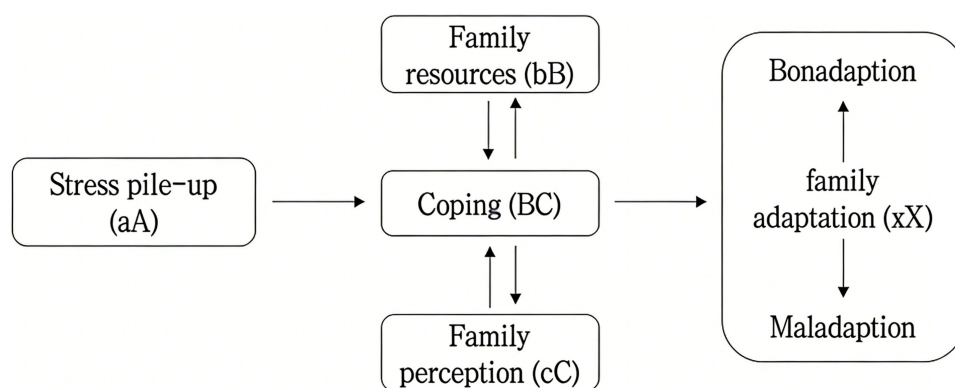 Family
resources (bB)
Stress pile-up
(aA)
Coping (BC)
Family
perception (cC)
Bonadaption
family
adaptation (xX)
Maladaption